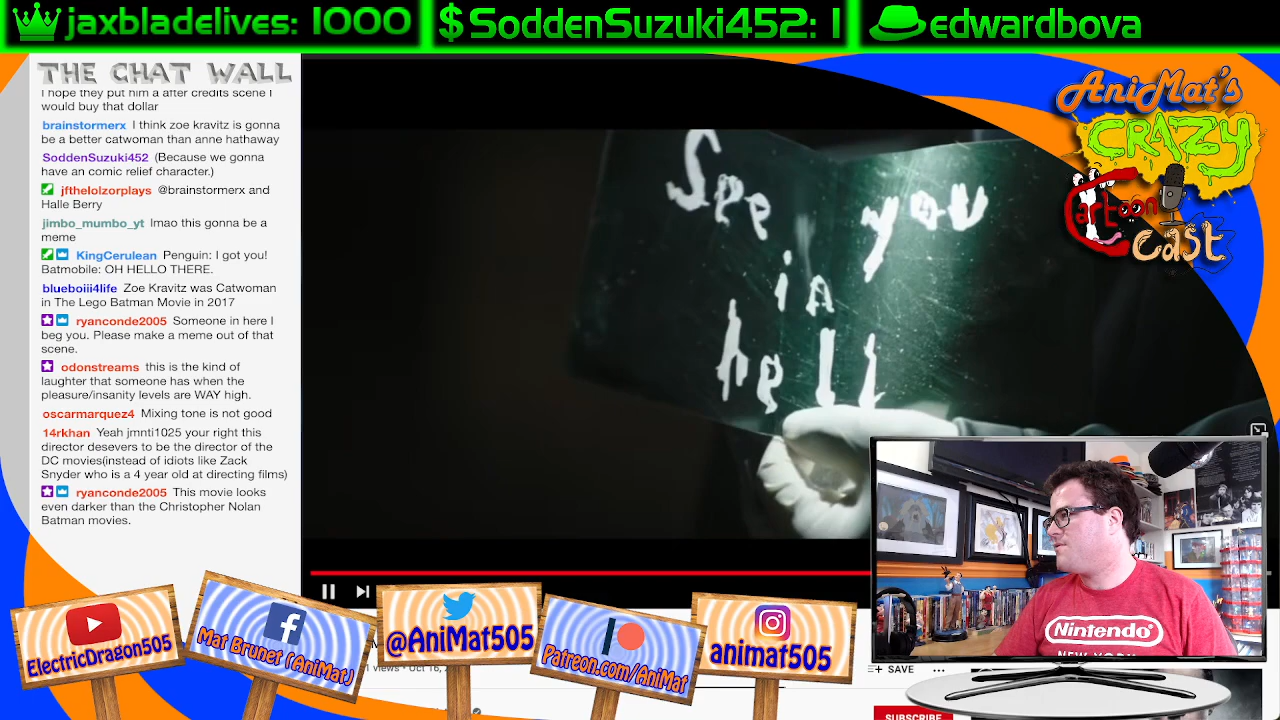 jaxbladelives: 1000
$ SoddenSuzuki452: 1
edwardbova
THE CHAT WALL
I hope they put him a after credits scene I
would buy that dollar
brainstormerx I think zoe kravitz is gonna
be a better catwoman than anne hathaway
SoddenSuzuki452 (Because we gonna
have an comic relief character.)
jfthelolzorplays @brainstormerx and
Halle Berry
jimbo_mumbo_yt lmao this gonna be a
meme
KingCerulean Penguin: I got you!
Batmobile: OH HELLO THERE.
blueboiii4life Zoe Kravitz was Catwoman
in The Lego Batman Movie in 2017
ryanconde2005 Someone in here I
beg you. Please make a meme out of that
scene.
odonstreams this is the kind of
laughter that someone has when the
pleasure/insanity levels are WAY high.
oscarmarquez4 Mixing tone is not good
14rkhan Yeah jmnti1025 your right this
director desevers to be the director of the
DC movies(instead of idiots like Zack
Snyder who is a 4 year old at directing films)
ryanconde2005 This movie looks
even darker than the Christopher Nolan
Batman movies.
See you
in
hell
AniMat's
CRAZY
Cartoon
Cast
Nintendo
NEW YORK
ElectricDragon505
Mat Brunet (AniMat)
@AniMat505
Patreon.com/AniMat
animat505
views • Oct 16,
SAVE
SUBSCRIBE